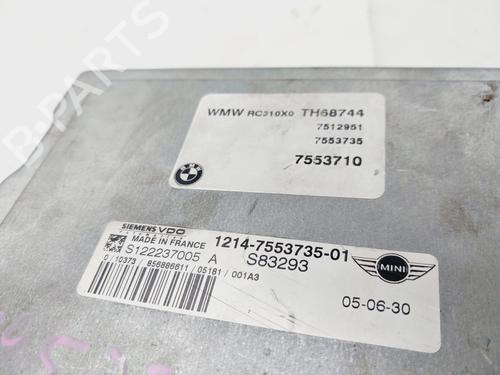 WMW RC310X0 TH68744
7512951
7553735
7553710
SIEMENS VDO
AUTOMOTIVE
MADE IN FRANCE
1214-7553735-01
S122237005 A S83293
0 / 10373 / 856886611 / 05181 / 001A3
MINI
05-06-30
B-PARTS